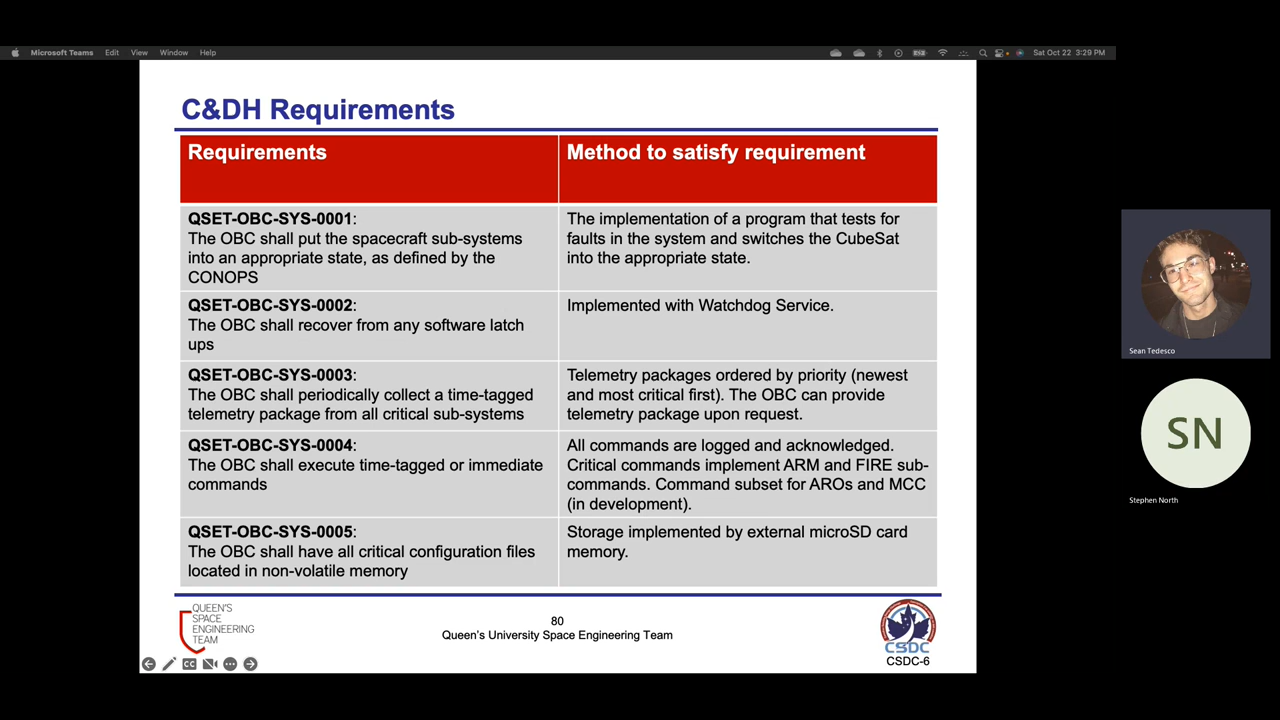 Microsoft Teams Edit View Window Help Sat Oct 22 3:29 PM
C&DH Requirements
Requirements
Method to satisfy requirement
QSET-OBC-SYS-0001:
The OBC shall put the spacecraft sub-systems
into an appropriate state, as defined by the
CONOPS
The implementation of a program that tests for
faults in the system and switches the CubeSat
into the appropriate state.
QSET-OBC-SYS-0002:
The OBC shall recover from any software latch
ups
Implemented with Watchdog Service.
QSET-OBC-SYS-0003:
The OBC shall periodically collect a time-tagged
telemetry package from all critical sub-systems
Telemetry packages ordered by priority (newest
and most critical first). The OBC can provide
telemetry package upon request.
QSET-OBC-SYS-0004:
The OBC shall execute time-tagged or immediate
commands
All commands are logged and acknowledged.
Critical commands implement ARM and FIRE sub-
commands. Command subset for AROs and MCC
(in development).
QSET-OBC-SYS-0005:
The OBC shall have all critical configuration files
located in non-volatile memory
Storage implemented by external microSD card
memory.
QUEEN'S
SPACE
ENGINEERING
TEAM
80
Queen's University Space Engineering Team
CSDC
CSDC-6
CC
Sean Tedesco
SN
Stephen North